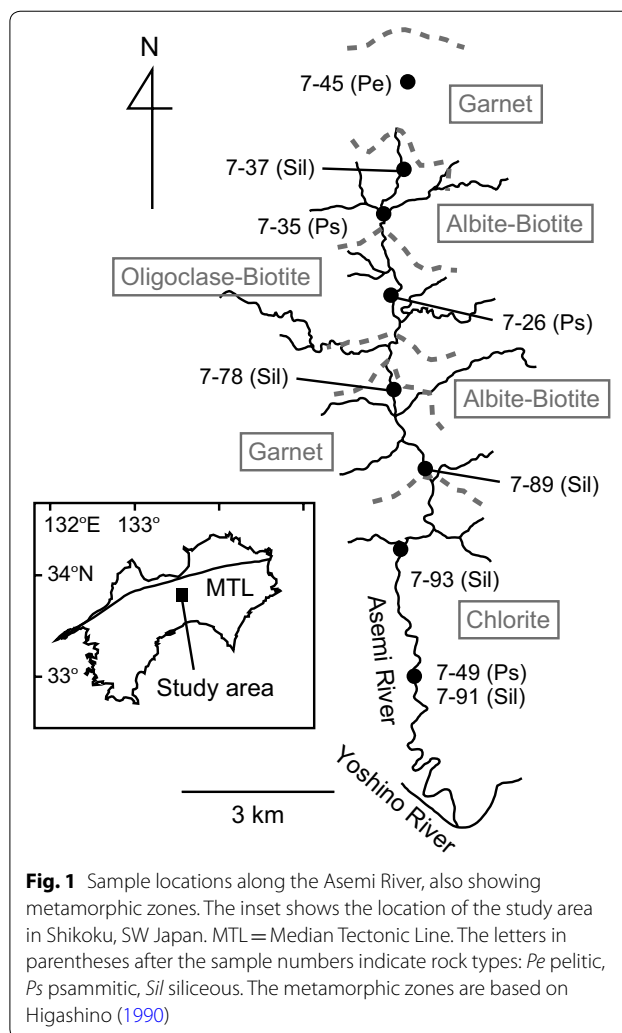 N
7-45 (Pe)
Garnet
7-37 (Sil)
7-35 (Ps)
Albite-Biotite
Oligoclase-Biotite
7-26 (Ps)
7-78 (Sil)
Albite-Biotite
Garnet
7-89 (Sil)
132°E 133°
34°N
MTL
33°
Study area
7-93 (Sil)
Chlorite
Asemi River
7-49 (Ps)
7-91 (Sil)
Yoshino River
3 km
Fig. 1 Sample locations along the Asemi River, also showing
metamorphic zones. The inset shows the location of the study area
in Shikoku, SW Japan. MTL = Median Tectonic Line. The letters in
parentheses after the sample numbers indicate rock types: Pe pelitic,
Ps psammitic, Sil siliceous. The metamorphic zones are based on
Higashino (1990)